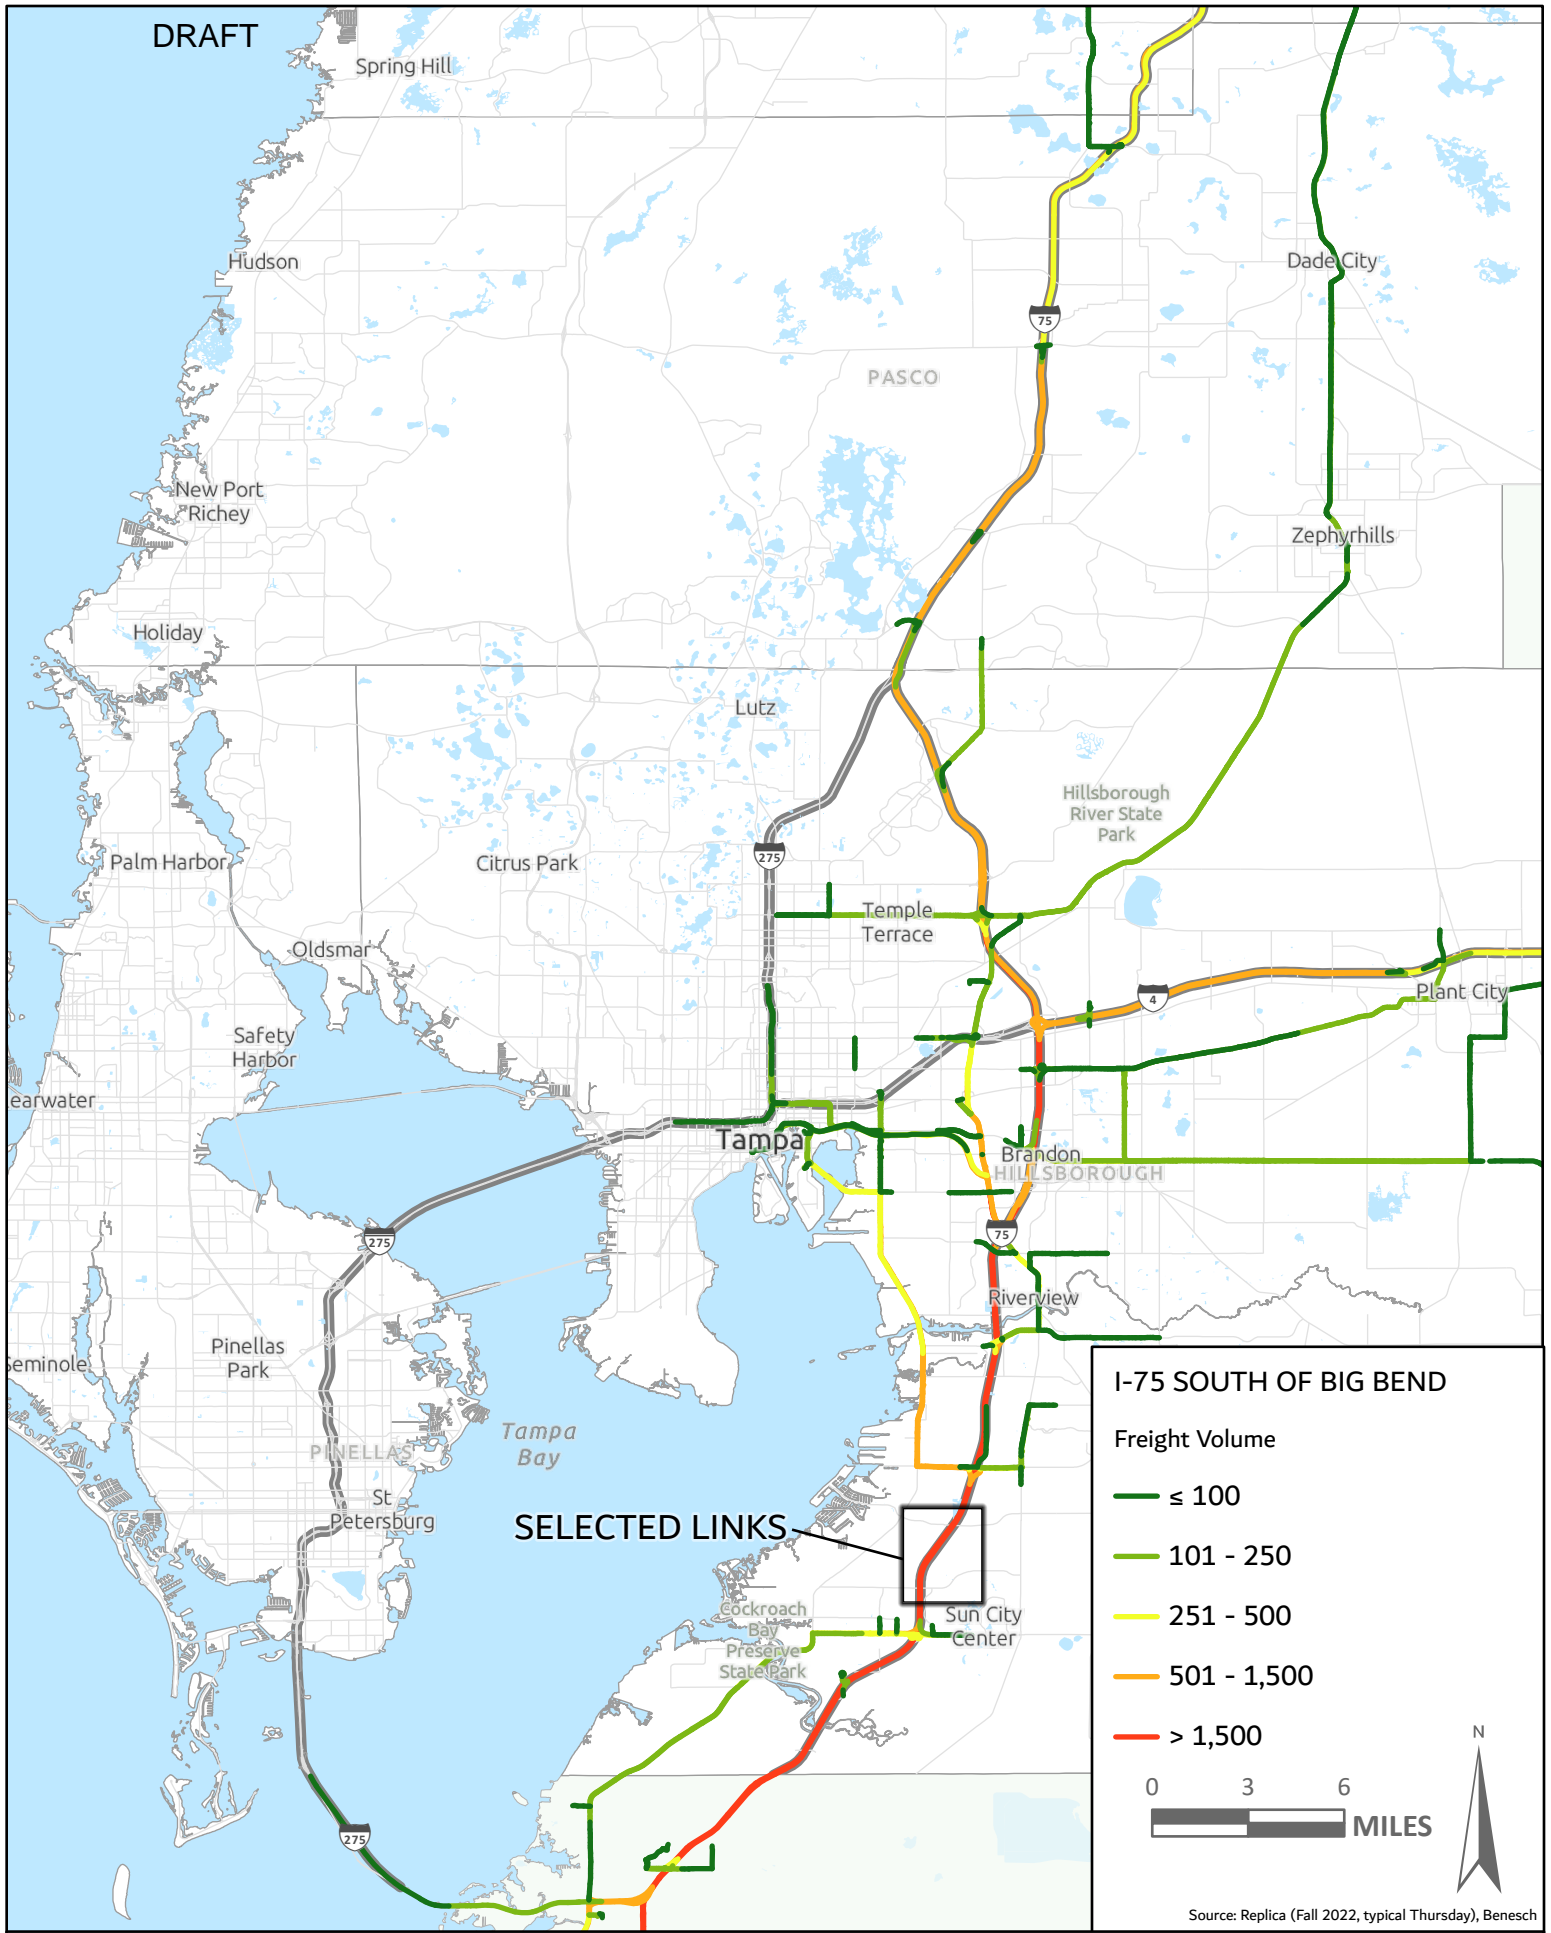 DRAFT
Spring Hill
Hudson
Dade City
75
PASCO
New Port
Richey
Zephyrhills
Holiday
Lutz
Hillsborough
River State
Park
Palm Harbor
Citrus Park
275
Temple
Terrace
Oldsmar
4
Plant City
Safety
Harbor
earwater
Tampa
Brandon
HILLSBOROUGH
275
75
Riverview
Pinellas
Park
Seminole
Tampa
Bay
PINELLAS
St
Petersburg
SELECTED LINKS
Cockroach
Bay
Preserve
State Park
Sun City
Center
275
I-75 SOUTH OF BIG BEND
Freight Volume
≤ 100
101 - 250
251 - 500
501 - 1,500
> 1,500
N
0 3 6
MILES
Source: Replica (Fall 2022, typical Thursday), Benesch